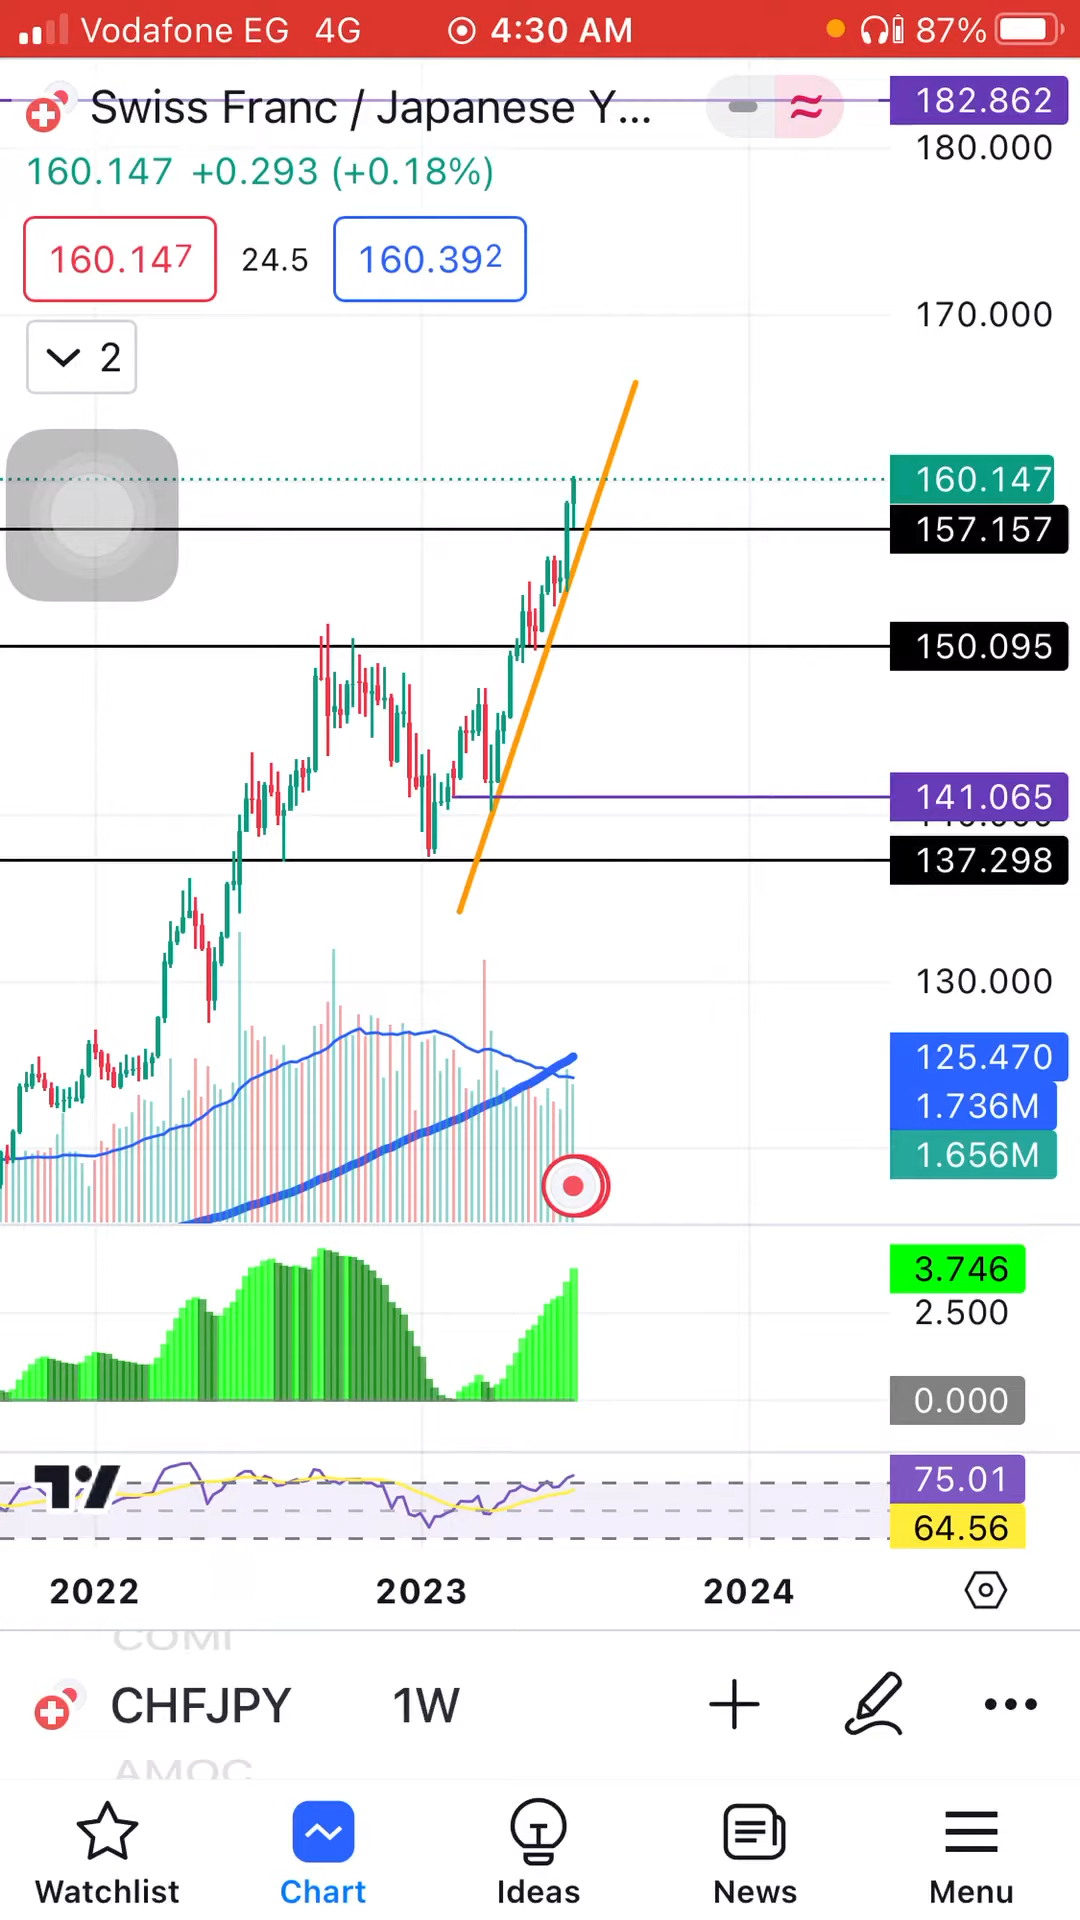 Vodafone EG 4G 4:30 AM 87%
Swiss Franc / Japanese Y... 182.862
180.000
160.147 +0.293 (+0.18%)
160.147 24.5 160.392
170.000
2
160.147
157.157
150.095
141.065
137.298
130.000
125.470
1.736M
1.656M
3.746
2.500
0.000
75.01
64.56
2022 2023 2024
COMI
CHFJPY 1W
AMOC
Watchlist Chart Ideas News Menu